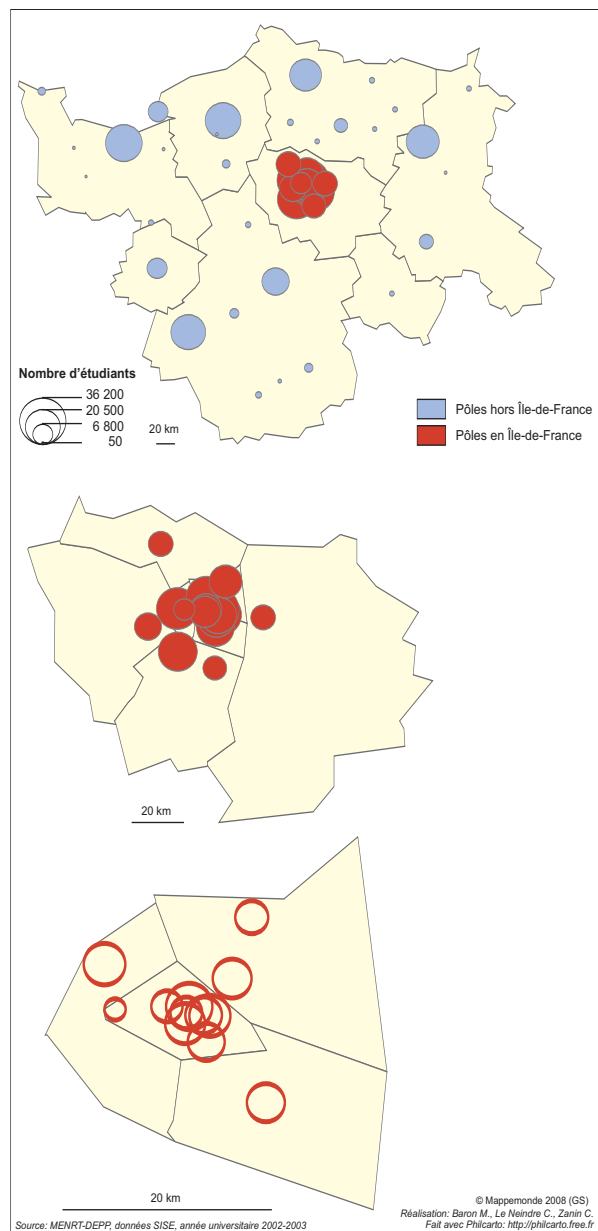 Nombre d'étudiants
36 200
20 500
6 800
50
20 km
Pôles hors Île-de-France
Pôles en Île-de-France
20 km
20 km
© Mappemonde 2008 (GS)
Réalisation: Baron M., Le Neindre C., Zanin C.
Source: MENRT-DEPP, données SISE, année universitaire 2002-2003
Fait avec Philcarto: http://philcarto.free.fr